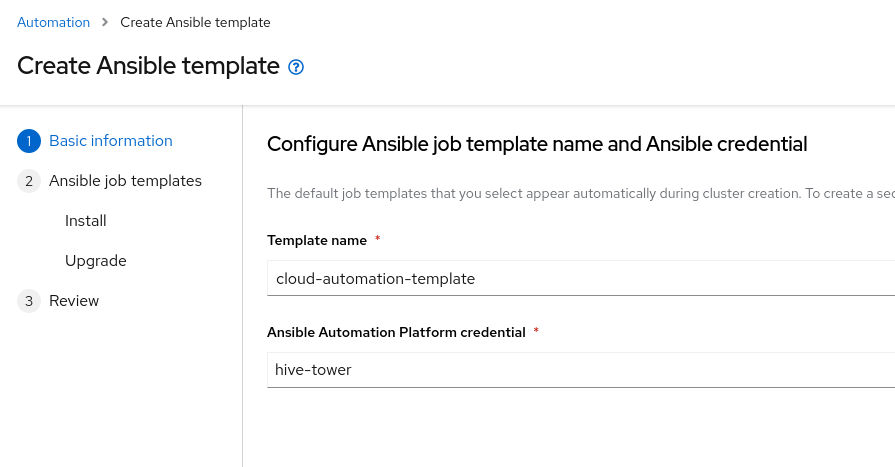 Automation > Create Ansible template
Create Ansible template ?
1 Basic information
2 Ansible job templates
Install
Upgrade
3 Review
Configure Ansible job template name and Ansible credential
The default job templates that you select appear automatically during cluster creation. To create a
Template name *
cloud-automation-template
Ansible Automation Platform credential *
hive-tower